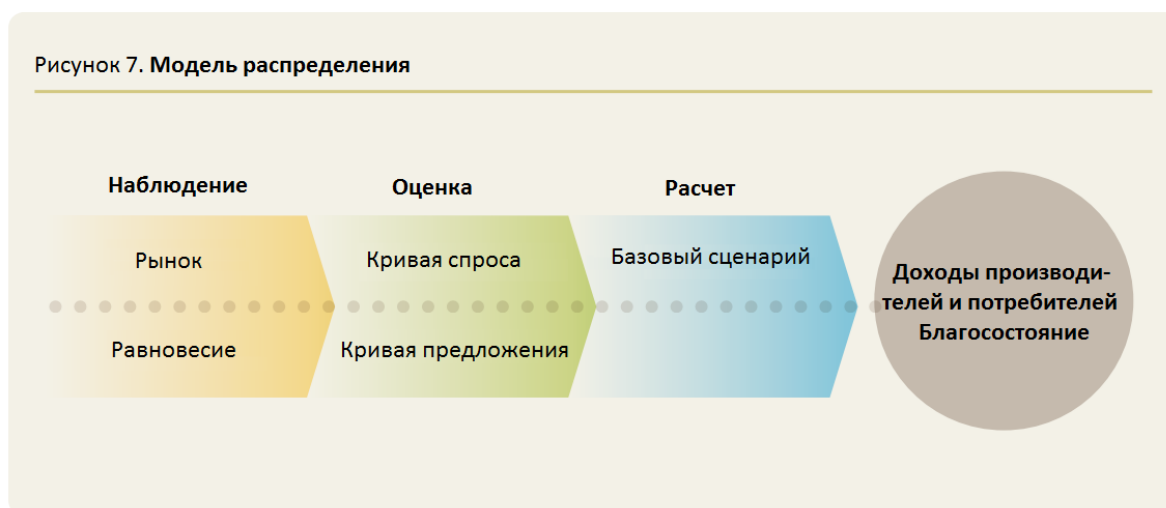 Рисунок 7. Модель распределения
Наблюдение
Оценка
Расчет
Рынок
Кривая спроса
Базовый сценарий
Равновесие
Кривая предложения
Доходы производи-
телей и потребителей
Благосостояние